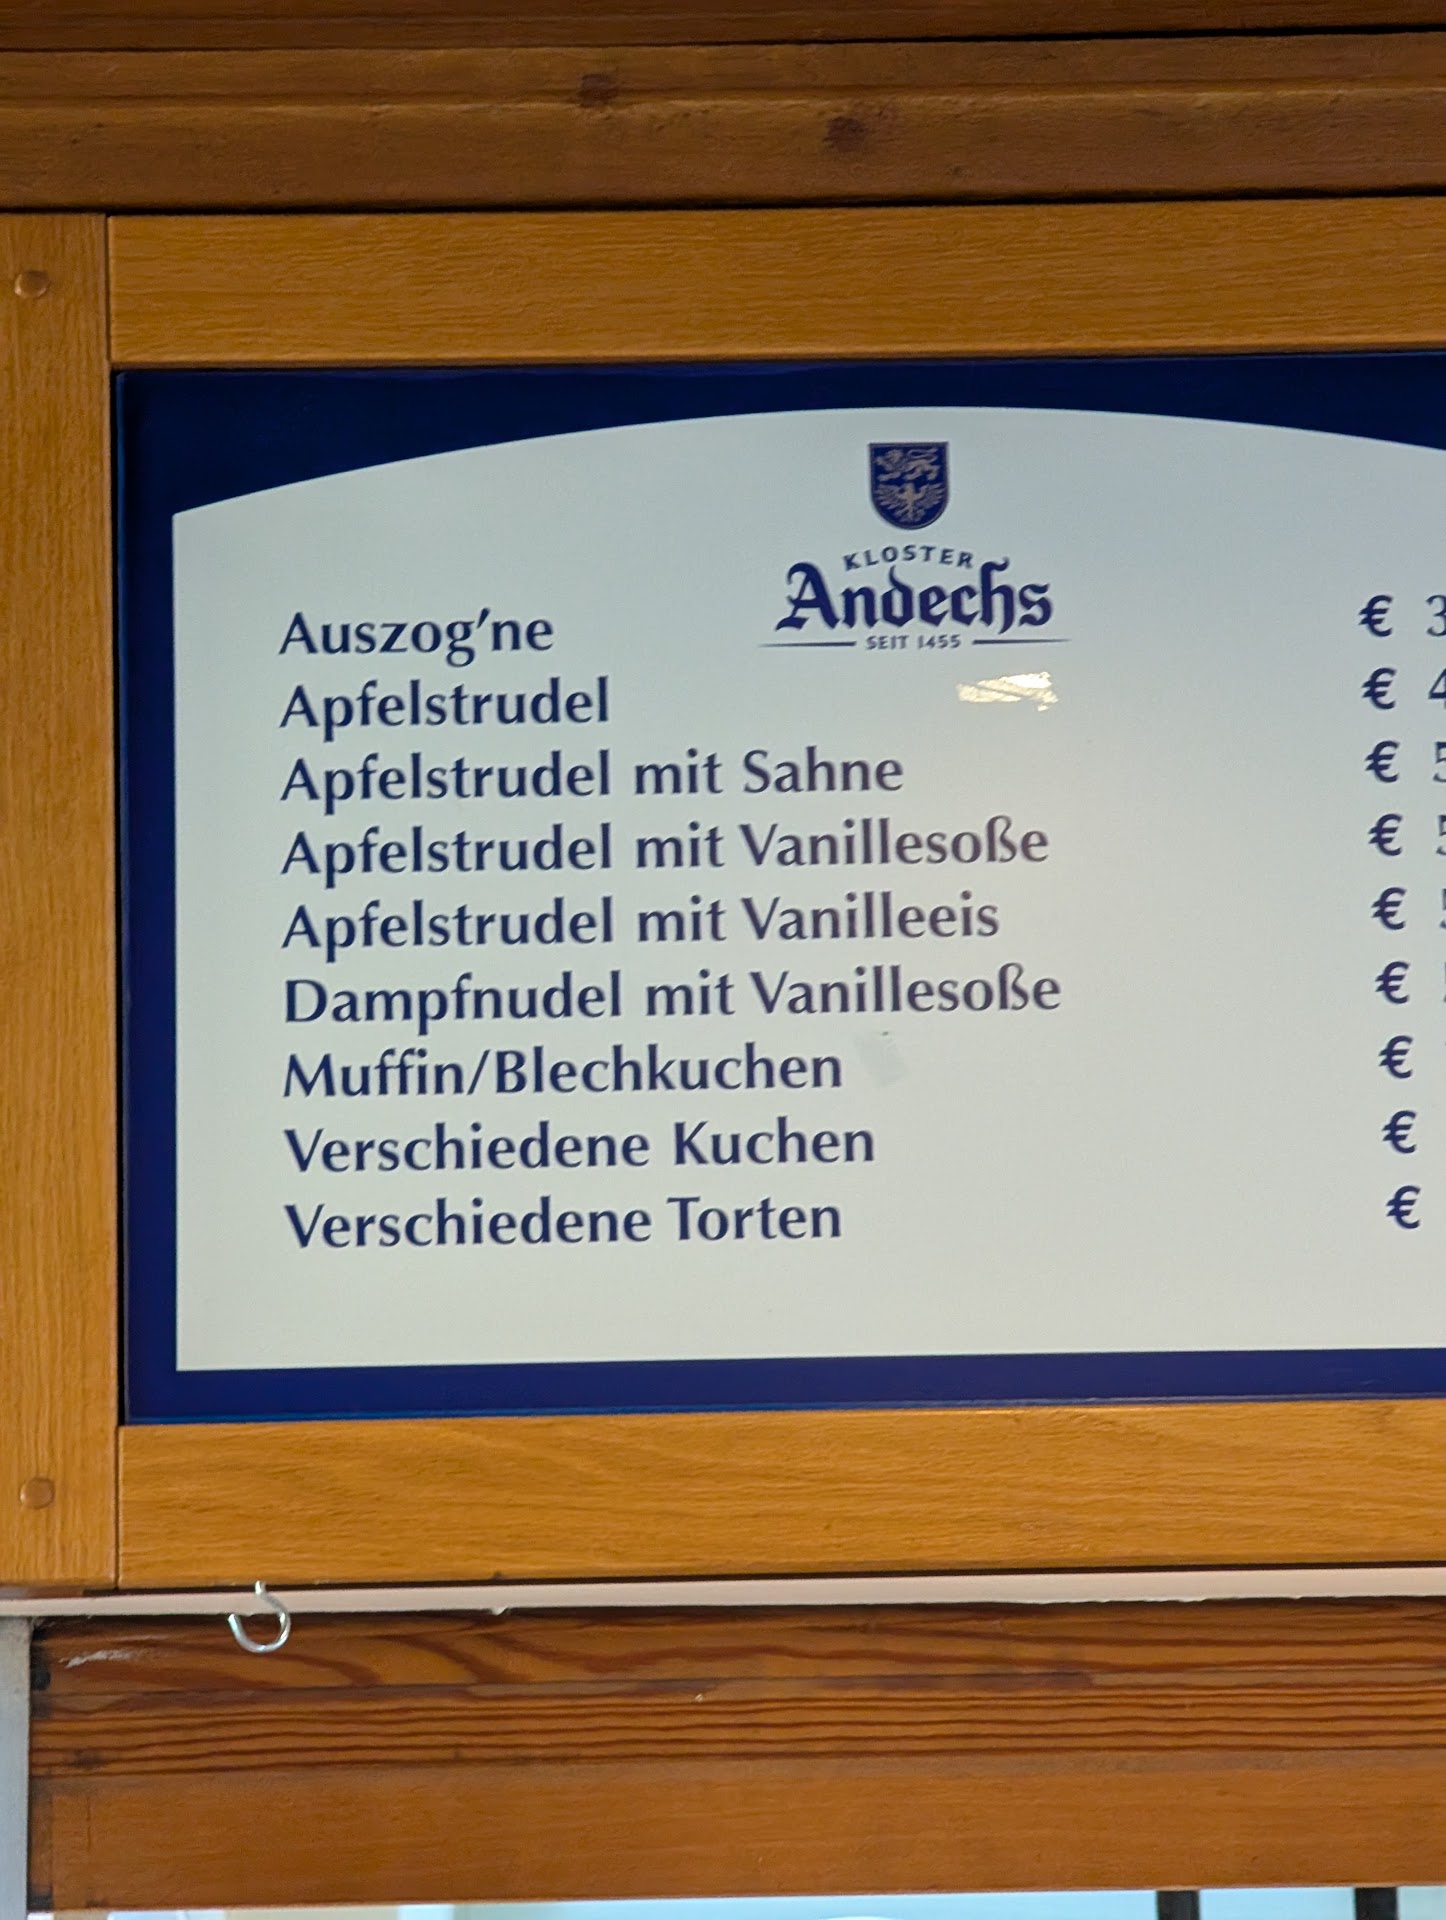 KLOSTER
Andechs
SEIT 1455
Auszog'ne €
Apfelstrudel €
Apfelstrudel mit Sahne €
Apfelstrudel mit Vanillesoße €
Apfelstrudel mit Vanilleeis €
Dampfnudel mit Vanillesoße €
Muffin/Blechkuchen €
Verschiedene Kuchen €
Verschiedene Torten €